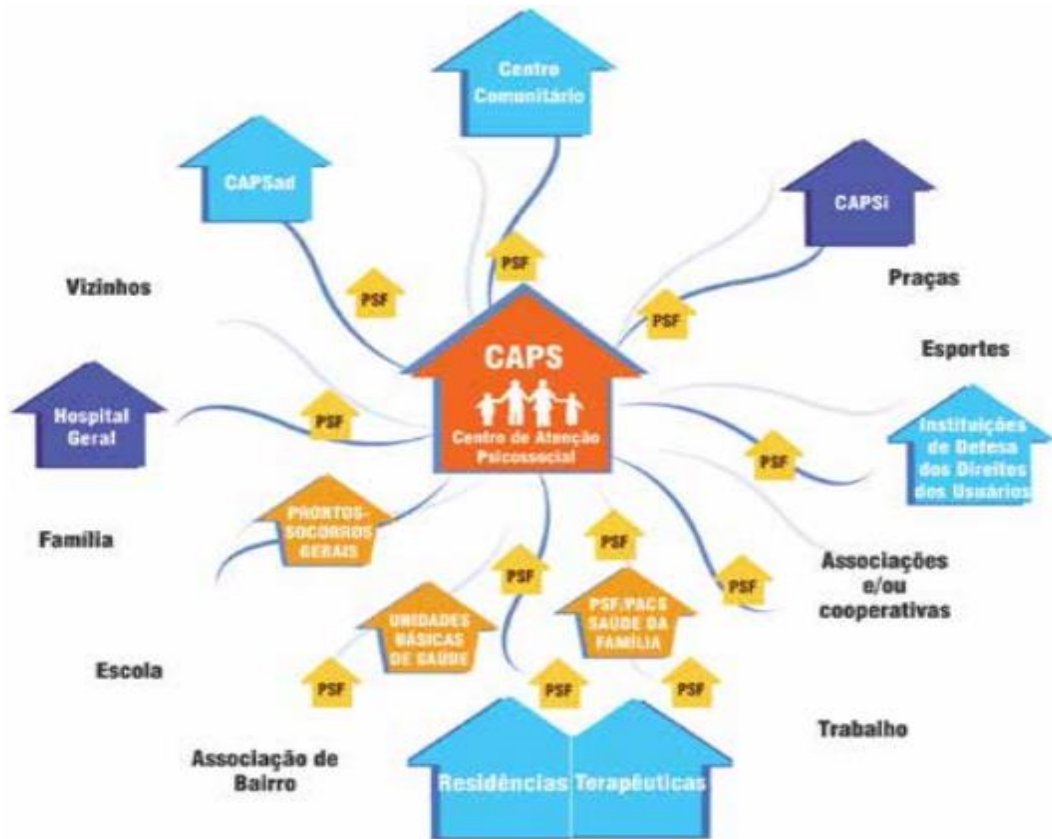 Centro
Comunitário
CAPSad
CAPSi
Vizinhos
PSF
PSF
PSF
Praças
CAPS
Centro de Atenção
Psicossocial
Esportes
Hospital
Geral
PSF
Instituições
de Defesa
dos Direitos
dos Usuários
PSF
PRONTOS-
SOCORROS
GERAIS
Família
PSF
PSF
PSF
Associações
e/ou
cooperativas
UNIDADES
BÁSICAS
DE SAÚDE
PSF/PACS
SAÚDE DA
FAMÍLIA
Escola
PSF
PSF
PSF
Trabalho
Associação de
Bairro
Residências Terapêuticas